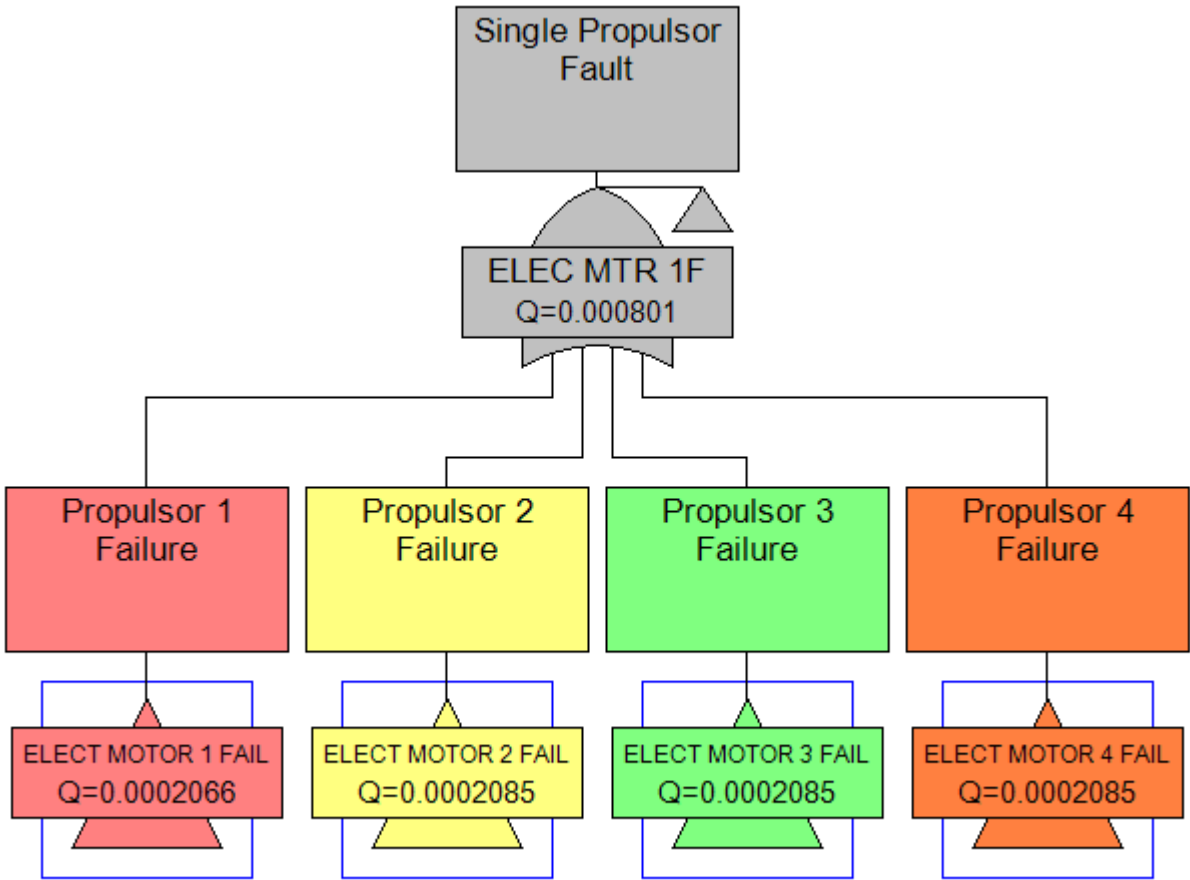 Single Propulsor
Fault
ELEC MTR 1F
Q=0.000801
Propulsor 1
Failure
Propulsor 2
Failure
Propulsor 3
Failure
Propulsor 4
Failure
ELECT MOTOR 1 FAIL
Q=0.0002066
ELECT MOTOR 2 FAIL
Q=0.0002085
ELECT MOTOR 3 FAIL
Q=0.0002085
ELECT MOTOR 4 FAIL
Q=0.0002085